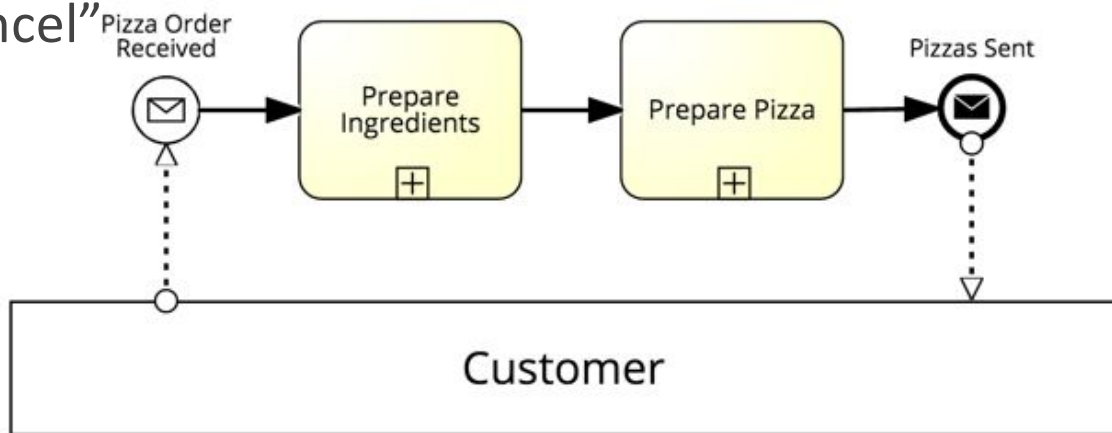 ncel”
Pizza Order
Received
Prepare
Ingredients
Prepare Pizza
Pizzas Sent
Customer